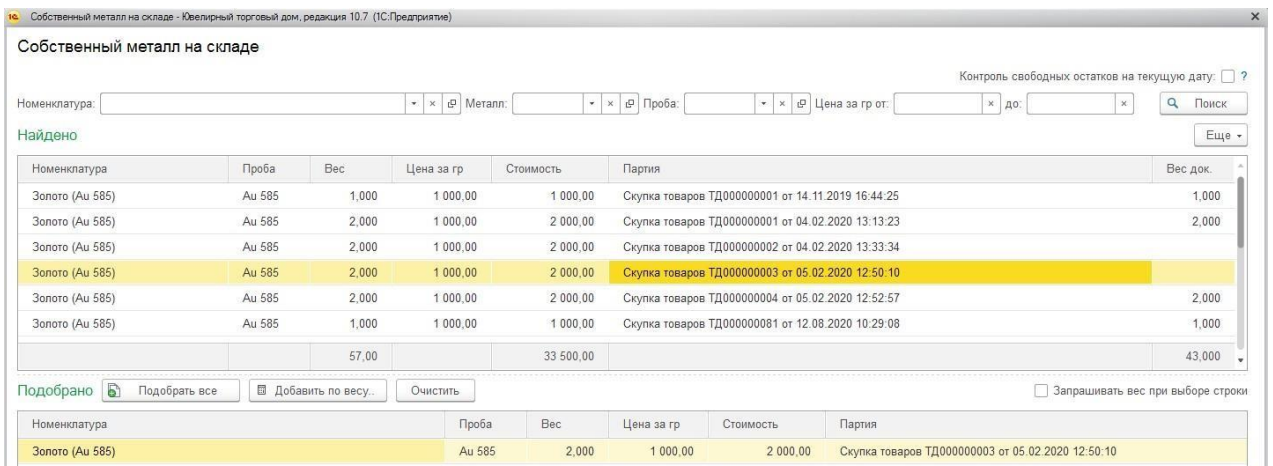 1С Собственный металл на складе - Ювелирный торговый дом, редакция 10.7 (1С:Предприятие)
Собственный металл на складе
Контроль свободных остатков на текущую дату: ?
Номенклатура: Металл: Проба: Цена за гр от: до: Поиск
Найдено Еще
Номенклатура Проба Вес Цена за гр Стоимость Партия Вес док.
Золото (Au 585) Au 585 1,000 1 000,00 1 000,00 Скупка товаров ТД000000001 от 14.11.2019 16:44:25 1,000
Золото (Au 585) Au 585 2,000 1 000,00 2 000,00 Скупка товаров ТД000000001 от 04.02.2020 13:13:23 2,000
Золото (Au 585) Au 585 2,000 1 000,00 2 000,00 Скупка товаров ТД000000002 от 04.02.2020 13:33:34
Золото (Au 585) Au 585 2,000 1 000,00 2 000,00 Скупка товаров ТД000000003 от 05.02.2020 12:50:10
Золото (Au 585) Au 585 2,000 1 000,00 2 000,00 Скупка товаров ТД000000004 от 05.02.2020 12:52:57 2,000
Золото (Au 585) Au 585 1,000 1 000,00 1 000,00 Скупка товаров ТД000000081 от 12.08.2020 10:29:08 1,000
57,00 33 500,00 43,000
Подобрано Подобрать все Добавить по весу.. Очистить Запрашивать вес при выборе строки
Номенклатура Проба Вес Цена за гр Стоимость Партия
Золото (Au 585) Au 585 2,000 1 000,00 2 000,00 Скупка товаров ТД000000003 от 05.02.2020 12:50:10